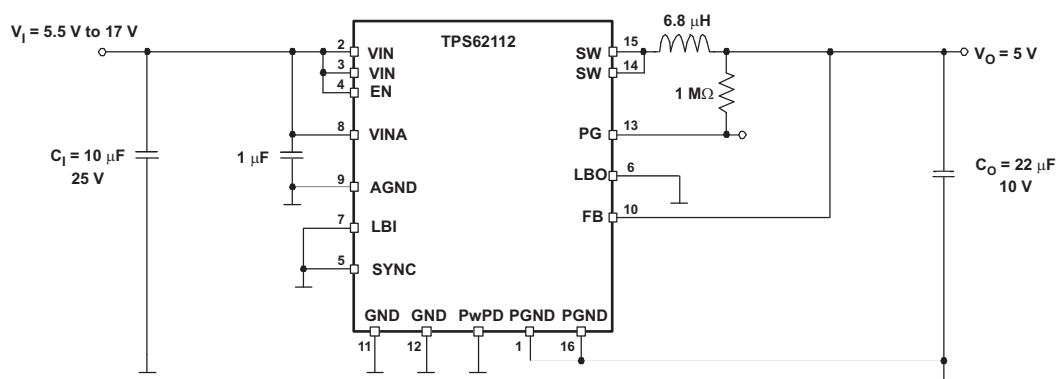 V_I = 5.5 V to 17 V
TPS62112
6.8 μH
2 VIN
3 VIN
4 EN
8 VINA
9 AGND
7 LBI
5 SYNC
C_I = 10 μF
25 V
1 μF
SW 15
SW 14
1 MΩ
PG 13
LBO 6
FB 10
V_O = 5 V
C_O = 22 μF
10 V
GND GND PwPD PGND PGND
11 12 1 16